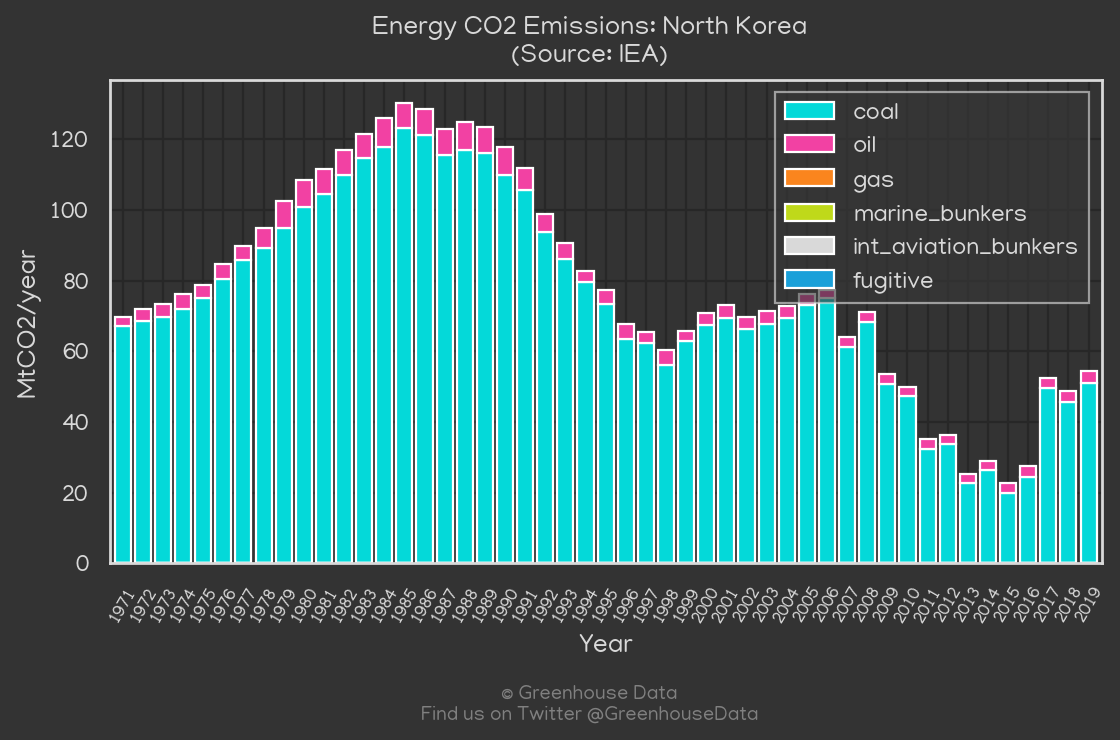 Energy CO2 Emissions: North Korea
(Source: IEA)
coal
oil
gas
marine_bunkers
int_aviation_bunkers
fugitive
MtCO2/year
120
100
80
60
40
20
0
1971 1972 1973 1974 1975 1976 1977 1978 1979 1980 1981 1982 1983 1984 1985 1986 1987 1988 1989 1990 1991 1992 1993 1994 1995 1996 1997 1998 1999 2000 2001 2002 2003 2004 2005 2006 2007 2008 2009 2010 2011 2012 2013 2014 2015 2016 2017 2018 2019
Year
© Greenhouse Data
Find us on Twitter @GreenhouseData